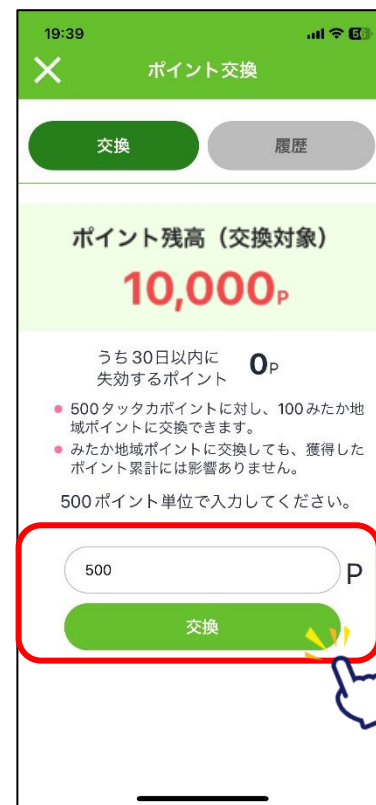 19:39
56
ポイント交換
交換
履歴
ポイント残高（交換対象）
10,000P
うち30日以内に
失効するポイント
0P
● 500タッタカポイントに対し、100みたか地
域ポイントに交換できます。
● みたか地域ポイントに交換しても、獲得した
ポイント累計には影響ありません。
500ポイント単位で入力してください。
500
P
交換